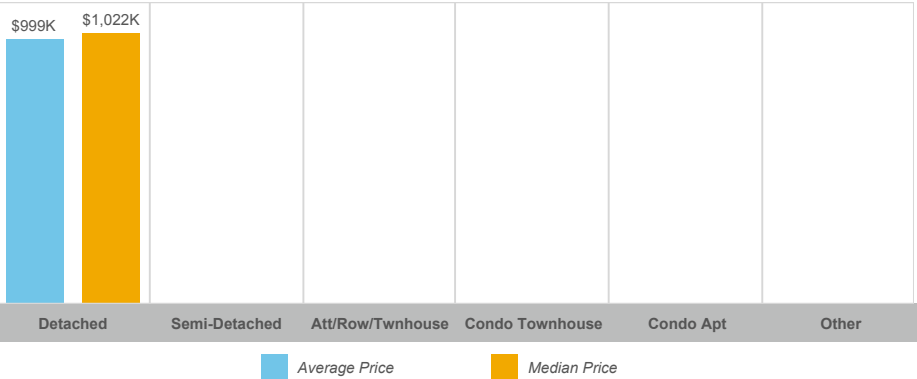 $999K
$1,022K
Detached Semi-Detached Att/Row/Twnhouse Condo Townhouse Condo Apt Other
Average Price Median Price